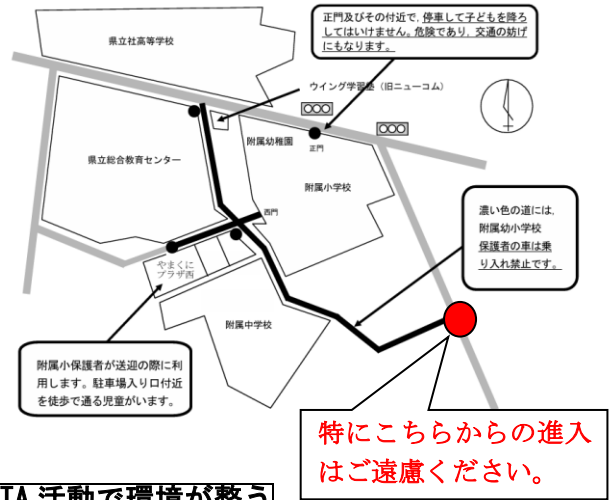 県立社高等学校
正門及びその付近で、停車して子どもを降ろ
してはいけません。危険であり、交通の妨げ
にもなります。
ウイング学習塾（旧ニューコム）
県立総合教育センター
附属幼稚園
正門
附属小学校
西門
濃い色の道には、
附属幼小学校
保護者の車は乗
り入れ禁止です。
やまくに
プラザ西
附属中学校
附属小保護者が送迎の際に利
用します。駐車場入り口付近
を徒歩で通る児童がいます。
特にこちらからの進入
はご遠慮ください。
TA 活動で環境が整う